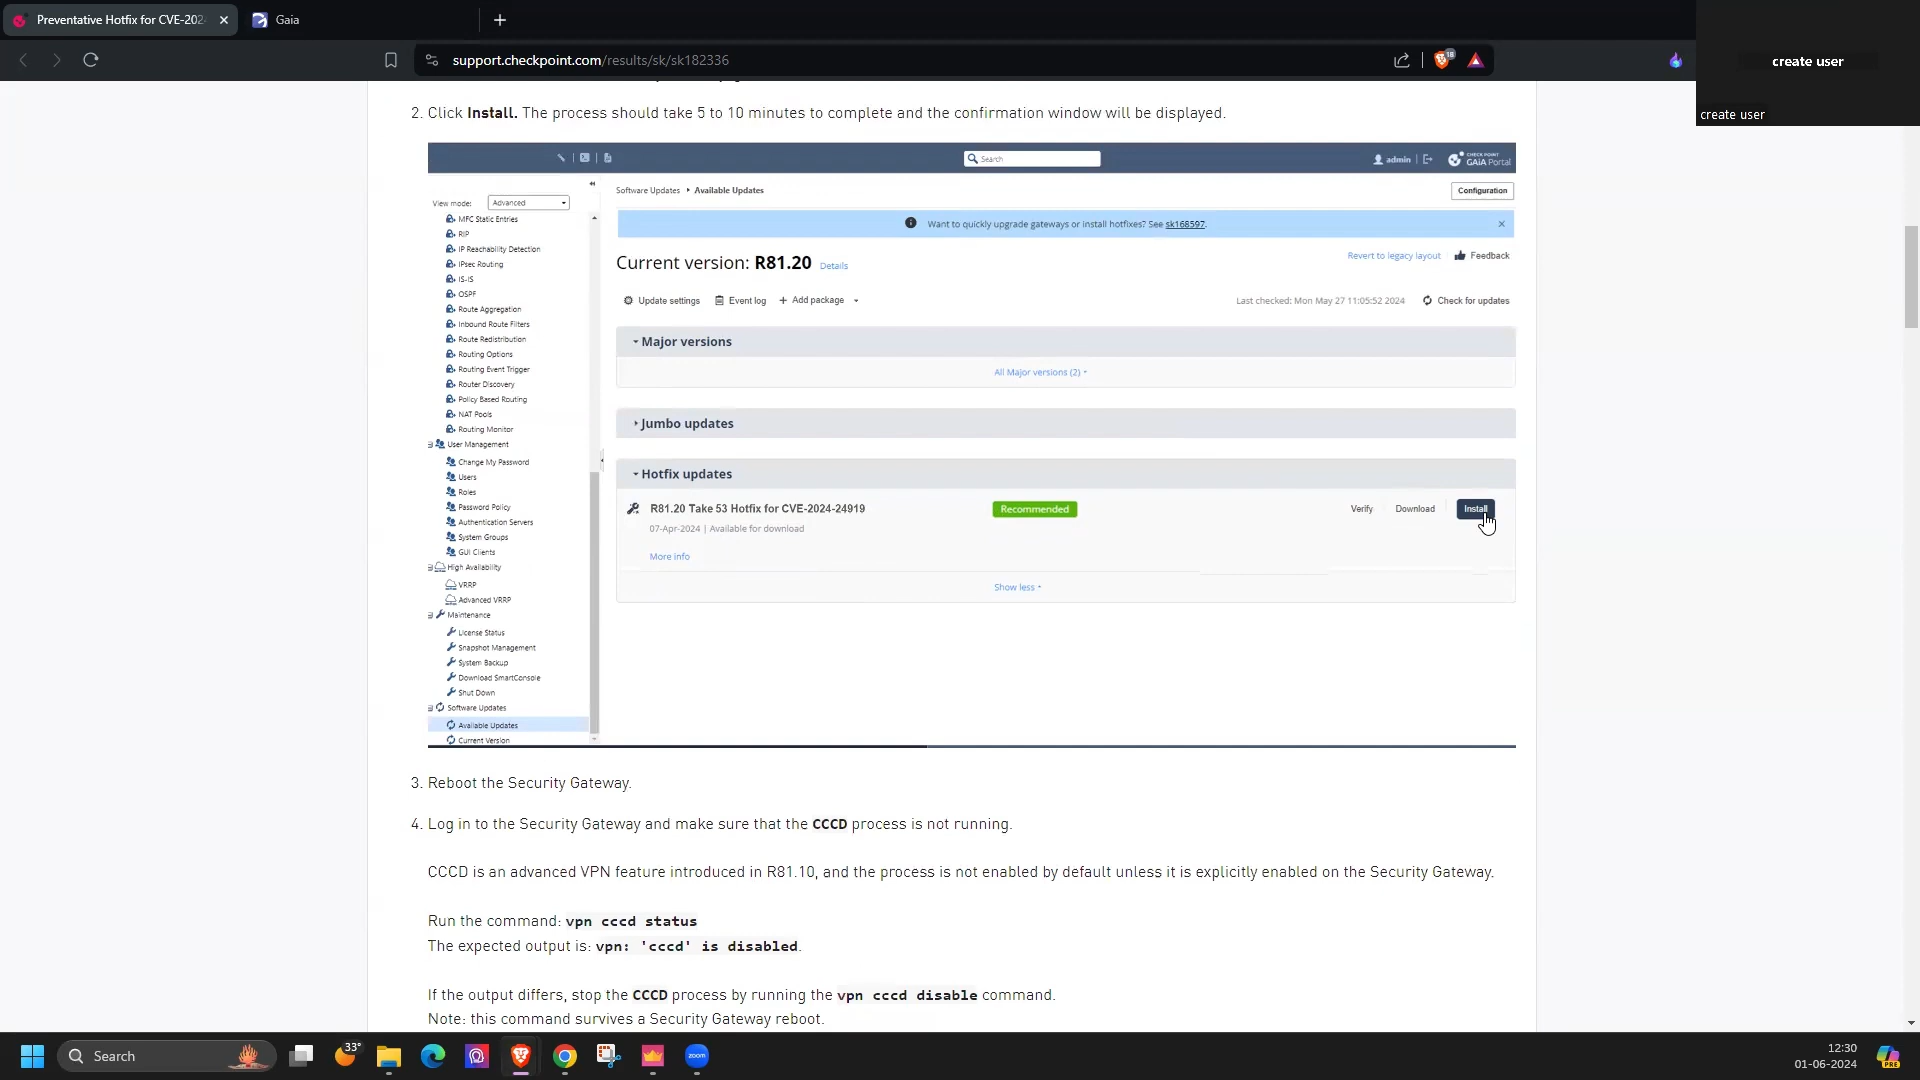 Preventative Hotfix for CVE-202
Gaia
support.checkpoint.com/results/sk/sk182336
18
create user
create user
2. Click Install. The process should take 5 to 10 minutes to complete and the confirmation window will be displayed.
Search
admin
CHECK POINT
GAiA Portal
View mode: Advanced
Software Updates ‣ Available Updates
Configuration
Want to quickly upgrade gateways or install hotfixes? See sk168597.
Current version: R81.20 Details
Revert to legacy layout
Feedback
Update settings
Event log
+ Add package
Last checked: Mon May 27 11:05:52 2024
Check for updates
Major versions
All Major versions (2)
Jumbo updates
Hotfix updates
R81.20 Take 53 Hotfix for CVE-2024-24919
Recommended
Verify
Download
Install
07-Apr-2024 | Available for download
More info
Show less
MFC Static Entries
RIP
IP Reachability Detection
IPsec Routing
IS-IS
OSPF
Route Aggregation
Inbound Route Filters
Route Redistribution
Routing Options
Routing Event Trigger
Router Discovery
Policy Based Routing
NAT Pools
Routing Monitor
User Management
Change My Password
Users
Roles
Password Policy
Authentication Servers
System Groups
GUI Clients
High Availability
VRRP
Advanced VRRP
Maintenance
License Status
Snapshot Management
System Backup
Download SmartConsole
Shut Down
Software Updates
Available Updates
Current Version
3. Reboot the Security Gateway.
4. Log in to the Security Gateway and make sure that the CCCD process is not running.
CCCD is an advanced VPN feature introduced in R81.10, and the process is not enabled by default unless it is explicitly enabled on the Security Gateway.
Run the command: vpn cccd status
The expected output is: vpn: 'cccd' is disabled.
If the output differs, stop the CCCD process by running the vpn cccd disable command.
Note: this command survives a Security Gateway reboot.
Search
33°
zoom
12:30
01-06-2024
PRE